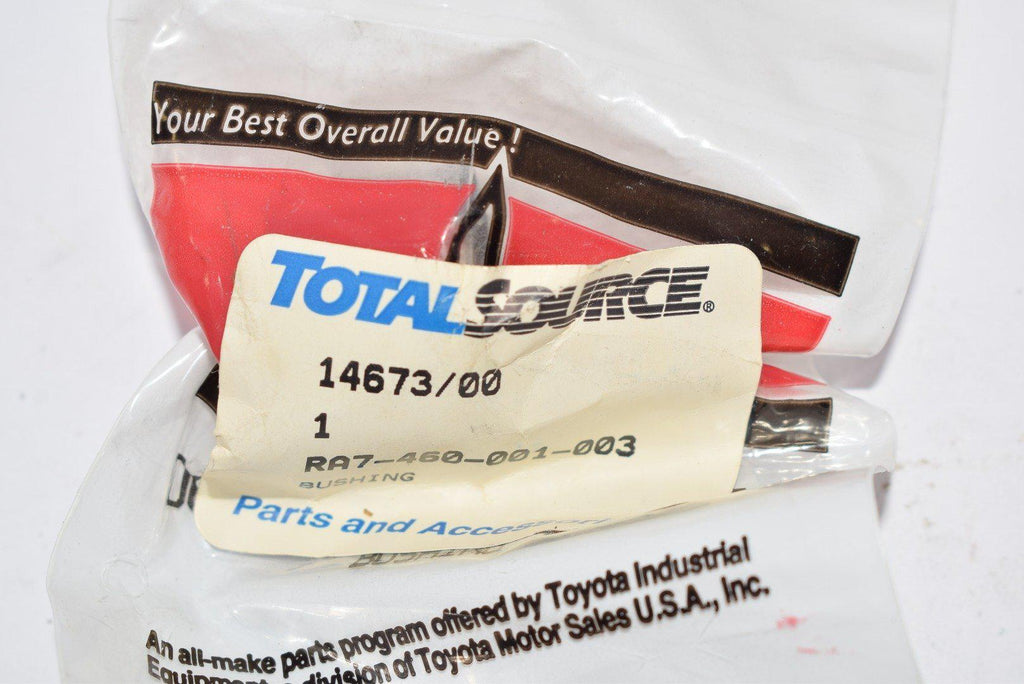 Your Best Overall Value!
TOTALSOURCE®
14673/00
1
RA7-460-001-003
BUSHING
Parts and
BUSHING
An all-make parts program offered by Toyota Industrial
Equipment, a division of Toyota Motor Sales U.S.A., Inc.